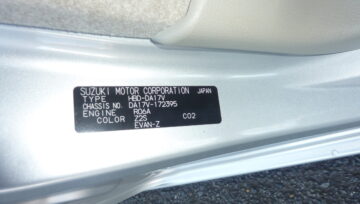 SUZUKI MOTOR CORPORATION JAPAN
TYPE HBD-DA17V
CHASSIS NO. DA17V-172395
ENGINE R06A
COLOR Z2S C02
EVAN-Z